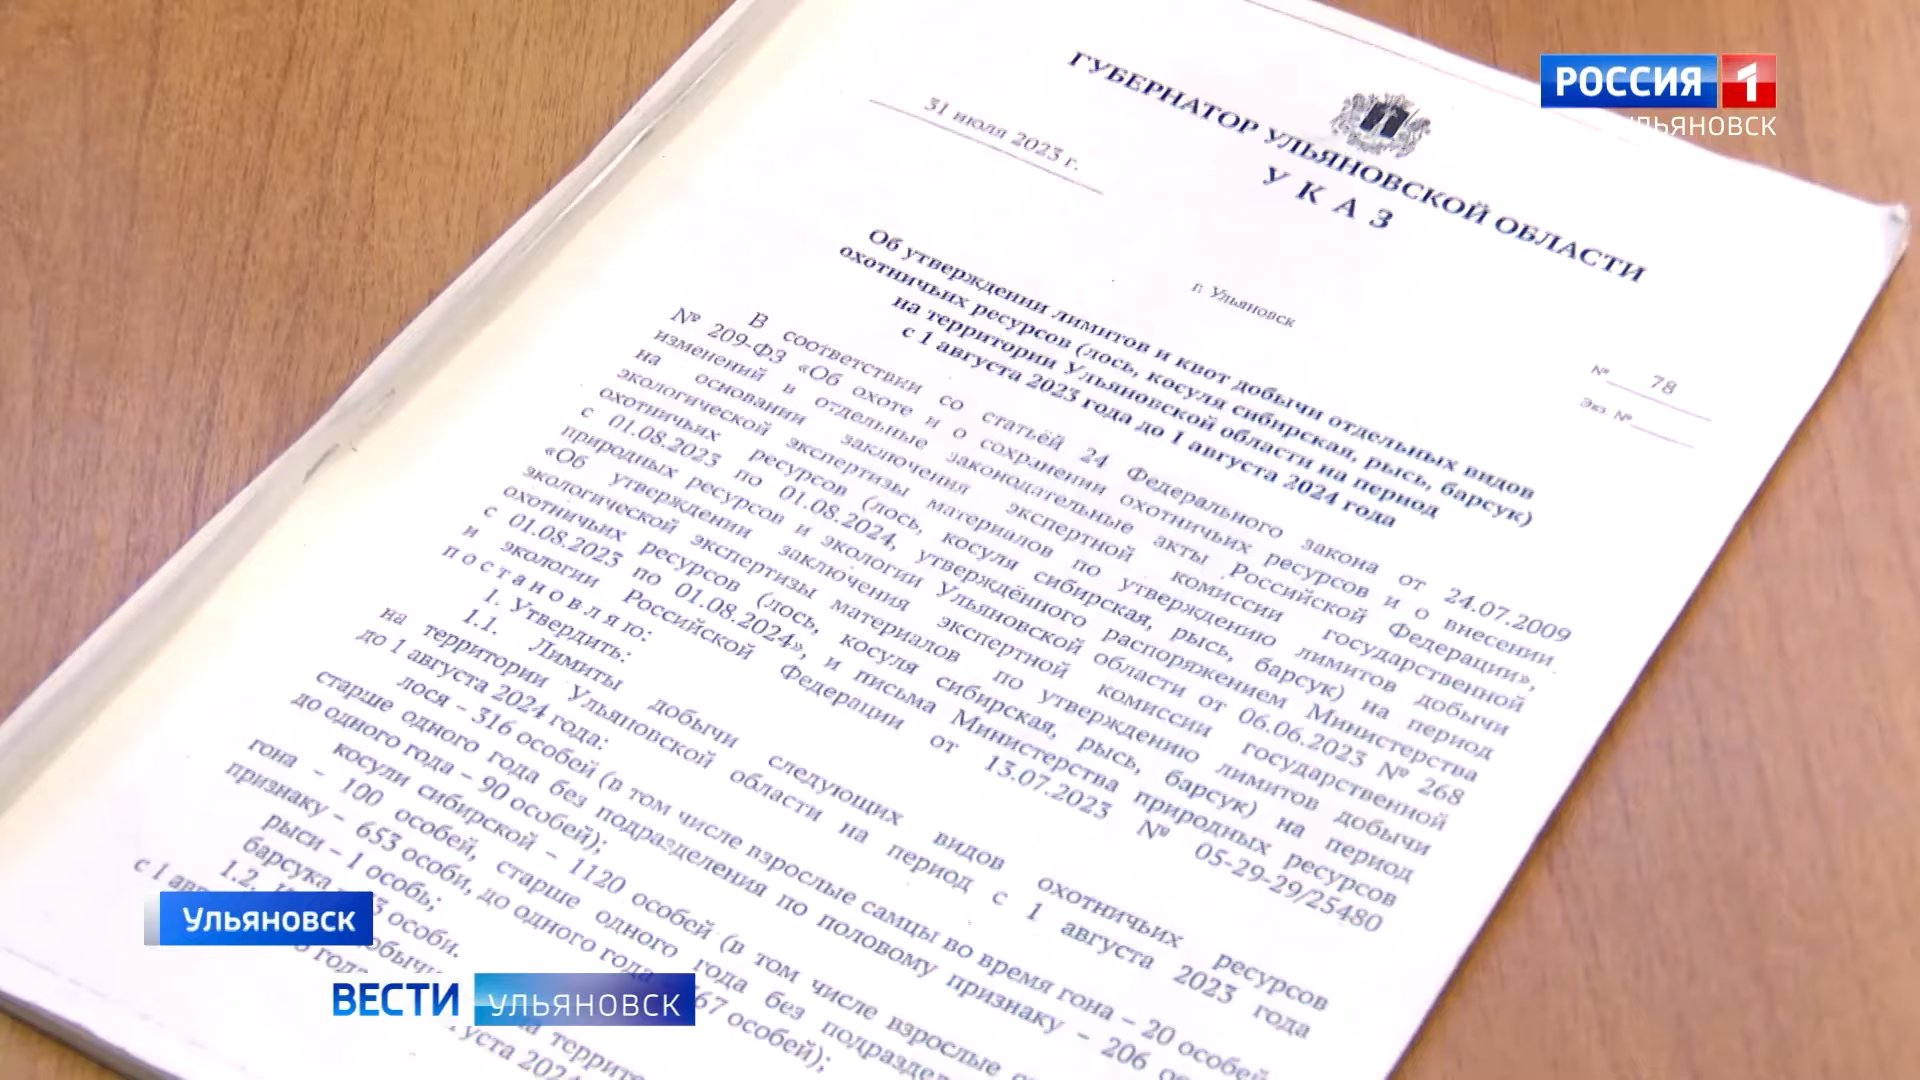 РОССИЯ 1
УЛЬЯНОВСК
ГУБЕРНАТОР УЛЬЯНОВСКОЙ ОБЛАСТИ
УКАЗ
31 июля 2023 г.
г. Ульяновск
№ 78
Экз. №
Об утверждении лимитов и квот добычи отдельных видов
охотничьих ресурсов (лось, косуля сибирская, рысь, барсук)
на территории Ульяновской области на период
с 1 августа 2023 года до 1 августа 2024 года
В соответствии со статьёй 24 Федерального закона от 24.07.2009
№ 209-ФЗ «Об охоте и о сохранении охотничьих ресурсов и о внесении
изменений в отдельные законодательные акты Российской Федерации»,
на основании заключения экспертной комиссии государственной
экологической экспертизы материалов по утверждению лимитов добычи
охотничьих ресурсов (лось, косуля сибирская, рысь, барсук) на период
с 01.08.2023 по 01.08.2024, утверждённого распоряжением Министерства
природных ресурсов и экологии Ульяновской области от 06.06.2023 № 268
«Об утверждении заключения экспертной комиссии государственной
экологической экспертизы материалов по утверждению лимитов добычи
охотничьих ресурсов (лось, косуля сибирская, рысь, барсук) на период
с 01.08.2023 по 01.08.2024», и письма Министерства природных ресурсов
и экологии Российской Федерации от 13.07.2023 № 05-29-29/25480
п о с т а н о в л я ю:
1. Утвердить:
1.1. Лимиты добычи следующих видов охотничьих ресурсов
на территории Ульяновской области на период с 1 августа 2023 года
до 1 августа 2024 года:
лося – 316 особей (в том числе взрослые самцы во время гона – 20 особей
старше одного года без подразделения по половому признаку – 206
до одного года – 90 особей);
косули сибирской – 1120 особей (в том числе взрослые
гона – 100 особей, старше одного года без
признаку – 653 особи, до одного года особей);
рыси – 1 особь;
барсука особи.
1.2.
с 1
Ульяновск
ВЕСТИ УЛЬЯНОВСК